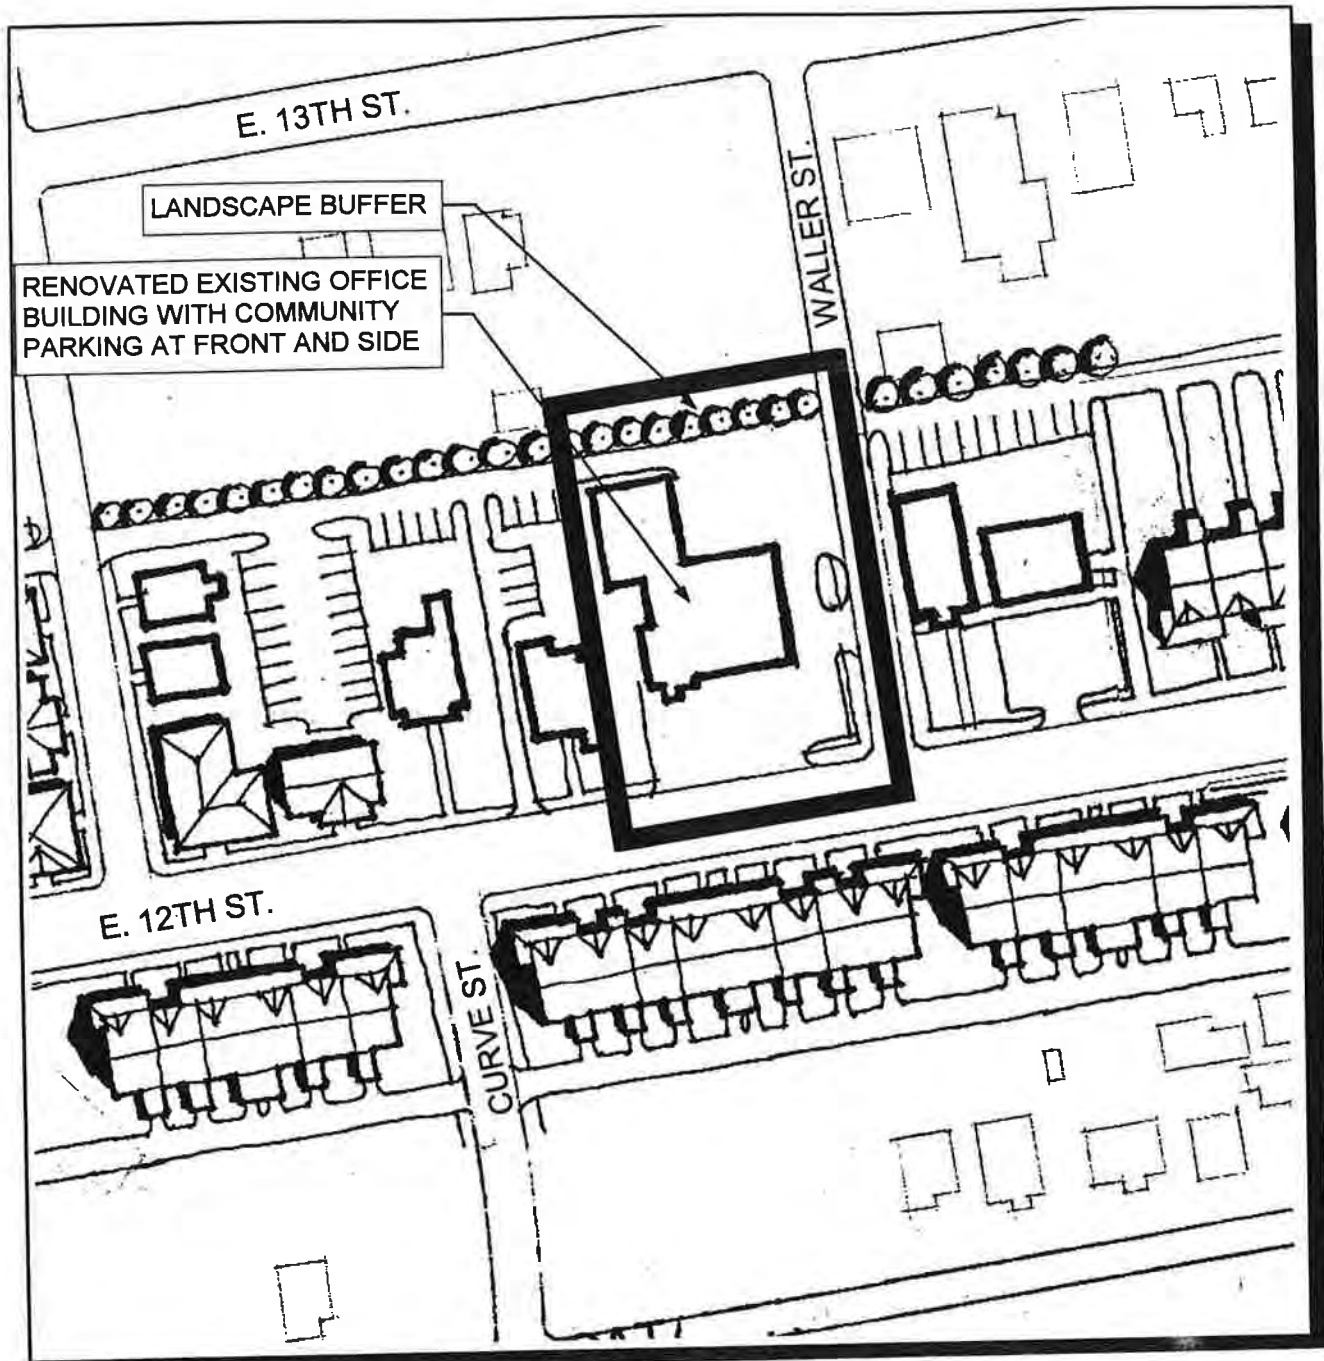 E. 13TH ST.
LANDSCAPE BUFFER
WALLER ST.
RENOVATED EXISTING OFFICE
BUILDING WITH COMMUNITY
PARKING AT FRONT AND SIDE
E. 12TH ST.
CURVE ST.